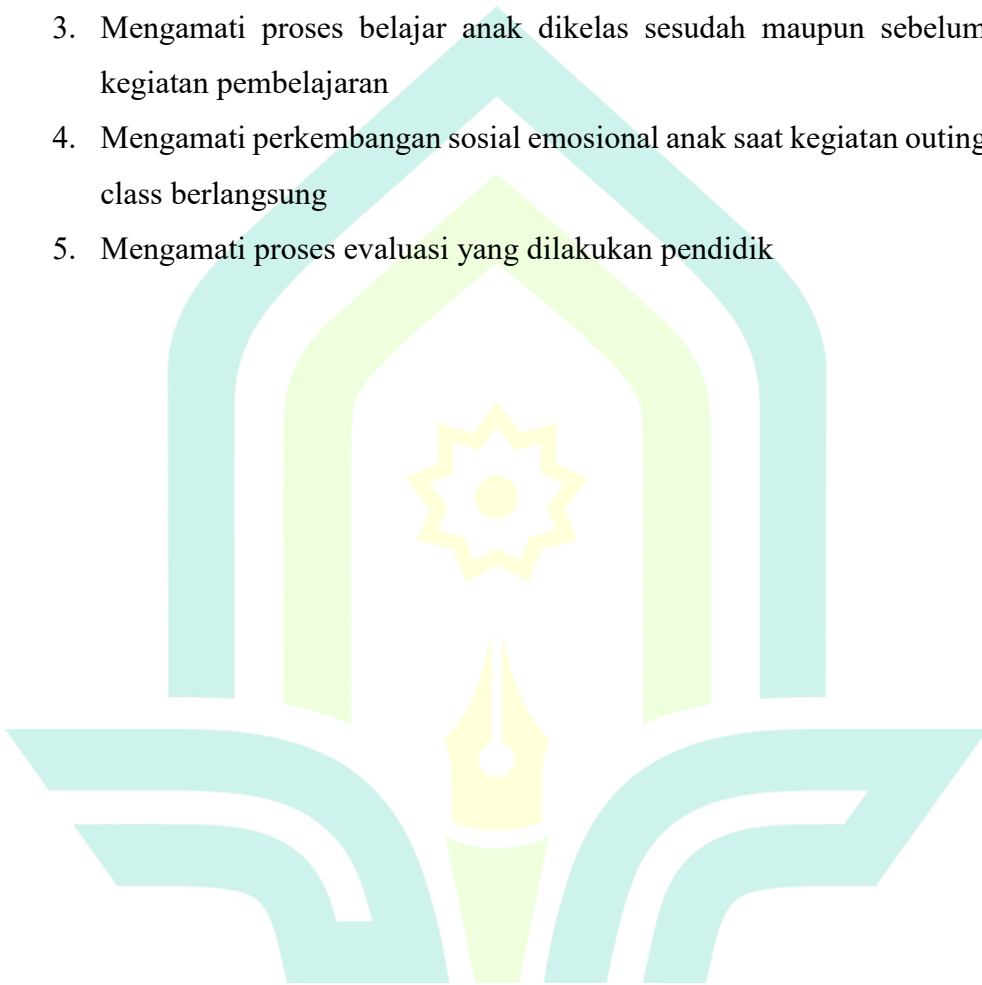 3. Mengamati proses belajar anak dikelas sesudah maupun sebelum
kegiatan pembelajaran
4. Mengamati perkembangan sosial emosional anak saat kegiatan outing
class berlangsung
5. Mengamati proses evaluasi yang dilakukan pendidik